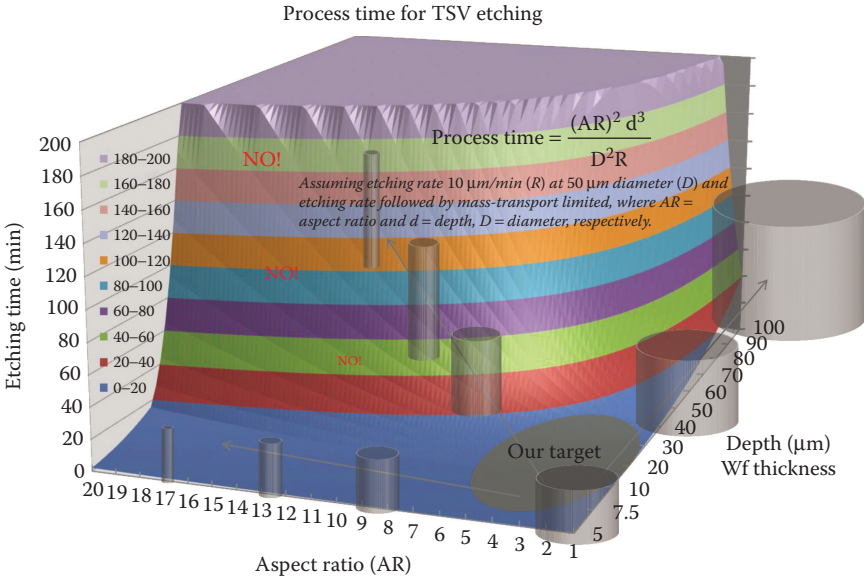 Process time for TSV etching
Process time = (AR)² d³ / D²R
Assuming etching rate 10 μm/min (R) at 50 μm diameter (D) and
etching rate followed by mass-transport limited, where AR =
aspect ratio and d = depth, D = diameter, respectively.
NO!
NO!
NO!
Our target
Etching time (min)
200
180
160
140
120
100
80
60
40
20
0
180–200
160–180
140–160
120–140
100–120
80–100
60–80
40–60
20–40
0–20
20 19 18 17 16 15 14 13 12 11 10 9 8 7 6 5 4 3 2 1
Aspect ratio (AR)
100
90
80
70
60
50
40
30
20
10
7.5
5
Depth (μm)
Wf thickness